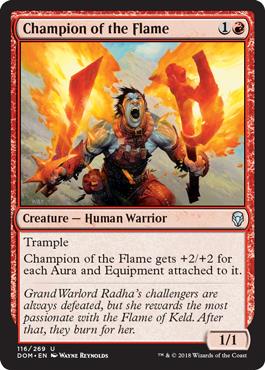 Champion of the Flame 1
Creature — Human Warrior
Trample
Champion of the Flame gets +2/+2 for
each Aura and Equipment attached to it.
Grand Warlord Radha's challengers are
always defeated, but she rewards the
most passionate with the Flame of Keld. After
that, they burn for her.
1/1
116/269 U
DOM • EN WAYNE REYNOLDS
™ & © 2018 Wizards of the Coast